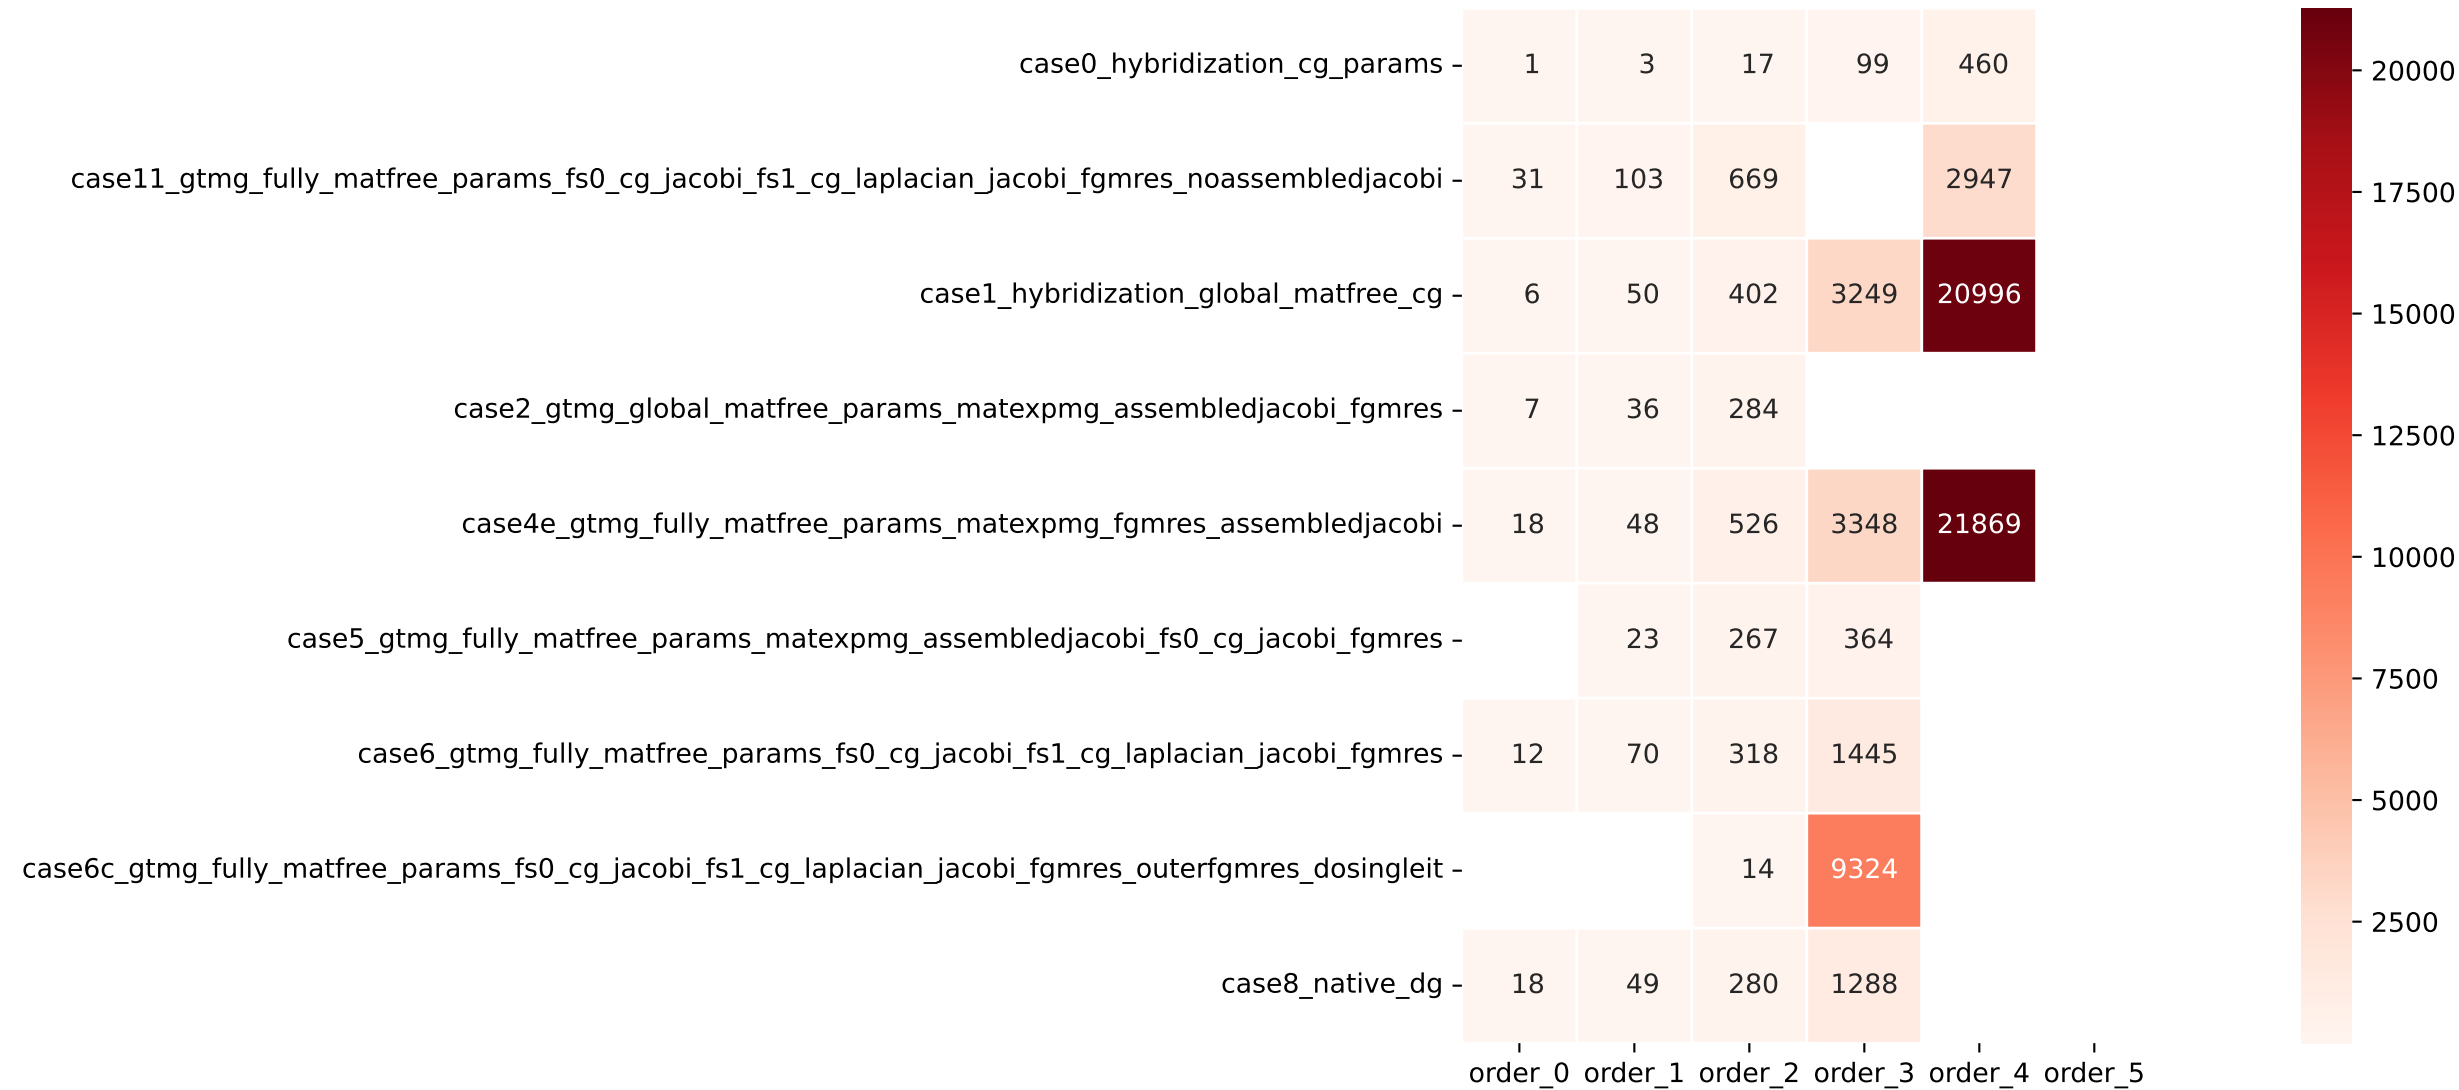 case0_hybridization_cg_params 1 3 17 99 460
case11_gtmg_fully_matfree_params_fs0_cg_jacobi_fs1_cg_laplacian_jacobi_fgmres_noassembledjacobi 31 103 669 2947
case1_hybridization_global_matfree_cg 6 50 402 3249 20996
case2_gtmg_global_matfree_params_matexpmg_assembledjacobi_fgmres 7 36 284
case4e_gtmg_fully_matfree_params_matexpmg_fgmres_assembledjacobi 18 48 526 3348 21869
case5_gtmg_fully_matfree_params_matexpmg_assembledjacobi_fs0_cg_jacobi_fgmres 23 267 364
case6_gtmg_fully_matfree_params_fs0_cg_jacobi_fs1_cg_laplacian_jacobi_fgmres 12 70 318 1445
case6c_gtmg_fully_matfree_params_fs0_cg_jacobi_fs1_cg_laplacian_jacobi_fgmres_outerfgmres_dosingleit 14 9324
case8_native_dg 18 49 280 1288
order_0 order_1 order_2 order_3 order_4 order_5
20000
17500
15000
12500
10000
7500
5000
2500